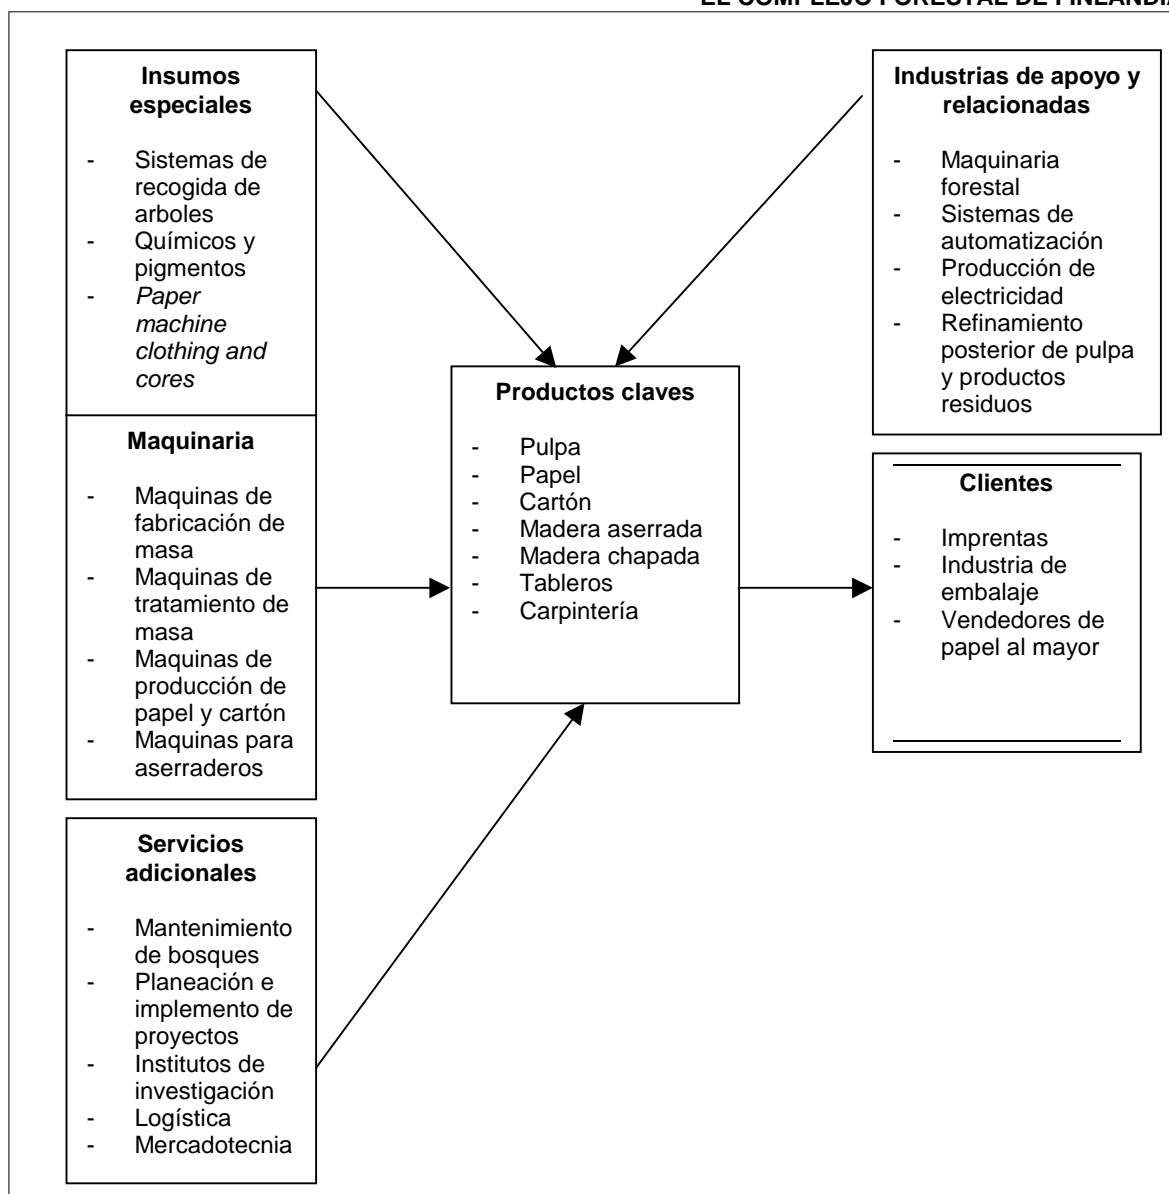 EL COMPLEJO FORESTAL DE FINLANDIA
Insumos
especiales
- Sistemas de
recogida de
arboles
- Químicos y
pigmentos
- Paper
machine
clothing and
cores
Maquinaria
- Maquinas de
fabricación de
masa
- Maquinas de
tratamiento de
masa
- Maquinas de
producción de
papel y cartón
- Maquinas para
aserraderos
Servicios
adicionales
- Mantenimiento
de bosques
- Planeación e
implemento de
proyectos
- Institutos de
investigación
- Logística
- Mercadotecnia
Productos claves
- Pulpa
- Papel
- Cartón
- Madera aserrada
- Madera chapada
- Tableros
- Carpintería
Industrias de apoyo y
relacionadas
- Maquinaria
forestal
- Sistemas de
automatización
- Producción de
electricidad
- Refinamiento
posterior de pulpa
y productos
residuos
Clientes
- Imprentas
- Industria de
embalaje
- Vendedores de
papel al mayor